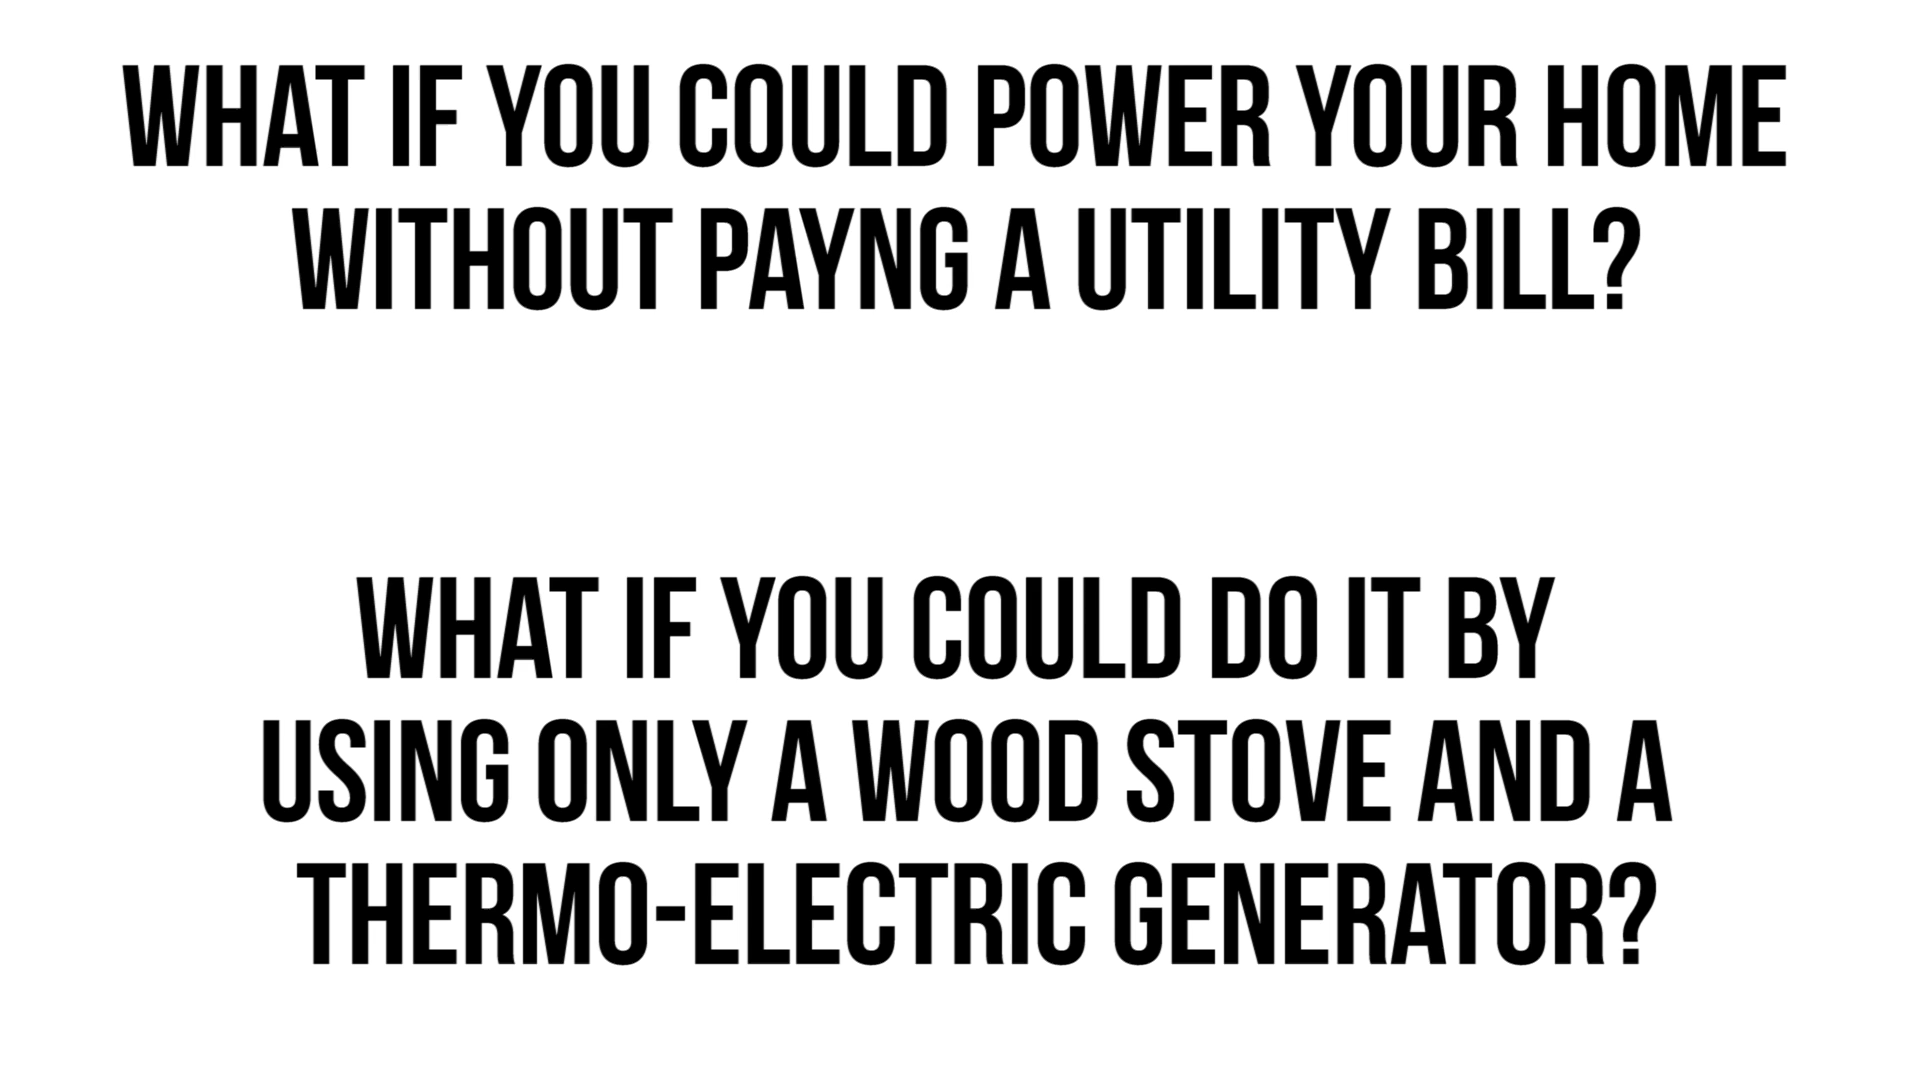 WHAT IF YOU COULD POWER YOUR HOME
WITHOUT PAYNG A UTILITY BILL?
WHAT IF YOU COULD DO IT BY
USING ONLY A WOOD STOVE AND A
THERMO-ELECTRIC GENERATOR?